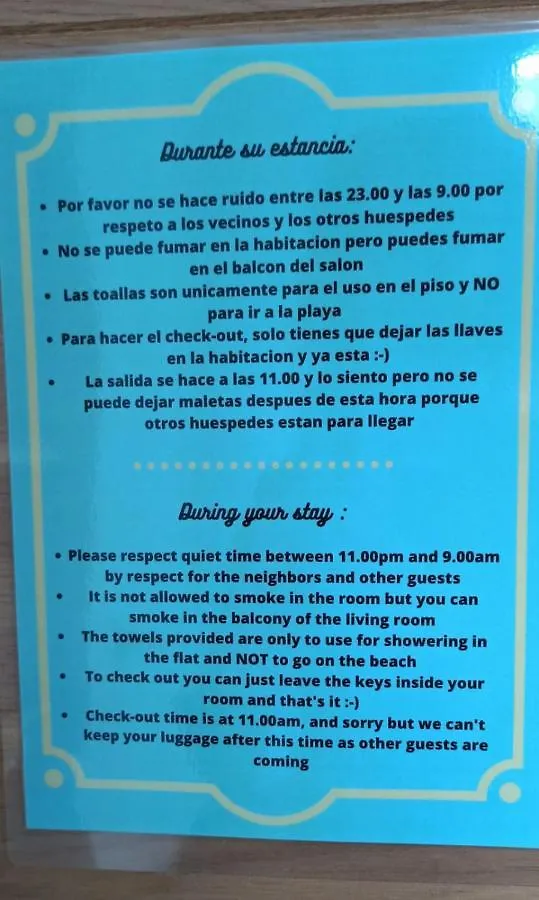 Durante su estancia:
• Por favor no se hace ruido entre las 23.00 y las 9.00 por
respeto a los vecinos y los otros huespedes
• No se puede fumar en la habitacion pero puedes fumar
en el balcon del salon
• Las toallas son unicamente para el uso en el piso y NO
para ir a la playa
• Para hacer el check-out, solo tienes que dejar las llaves
en la habitacion y ya esta :-)
• La salida se hace a las 11.00 y lo siento pero no se
puede dejar maletas despues de esta hora porque
otros huespedes estan para llegar
During your stay :
• Please respect quiet time between 11.00pm and 9.00am
by respect for the neighbors and other guests
• It is not allowed to smoke in the room but you can
smoke in the balcony of the living room
• The towels provided are only to use for showering in
the flat and NOT to go on the beach
• To check out you can just leave the keys inside your
room and that's it :-)
• Check-out time is at 11.00am, and sorry but we can't
keep your luggage after this time as other guests are
coming